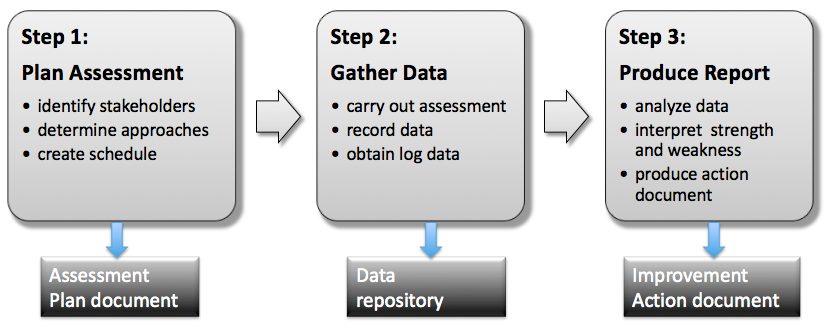 Step 1:
Plan Assessment
• identify stakeholders
• determine approaches
• create schedule
Step 2:
Gather Data
• carry out assessment
• record data
• obtain log data
Step 3:
Produce Report
• analyze data
• interpret strength
and weakness
• produce action
document
Assessment
Plan document
Data
repository
Improvement
Action document